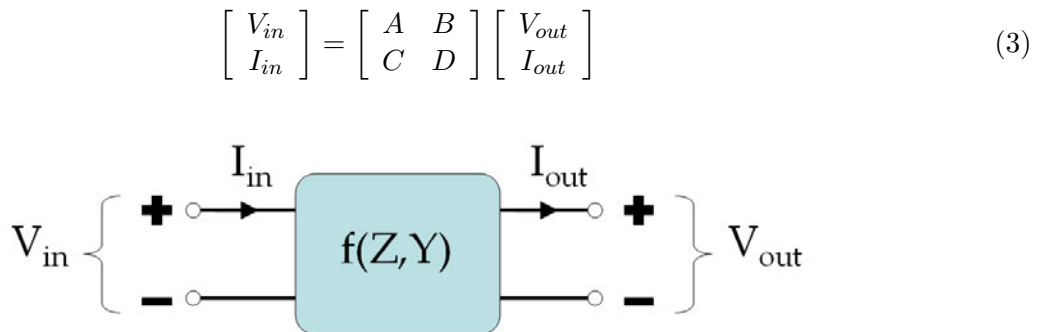 [ V_in ] = [ A B ] [ V_out ] (3)
[ I_in ] [ C D ] [ I_out ]
I_in I_out
+ +
V_in f(Z,Y) V_out
− −